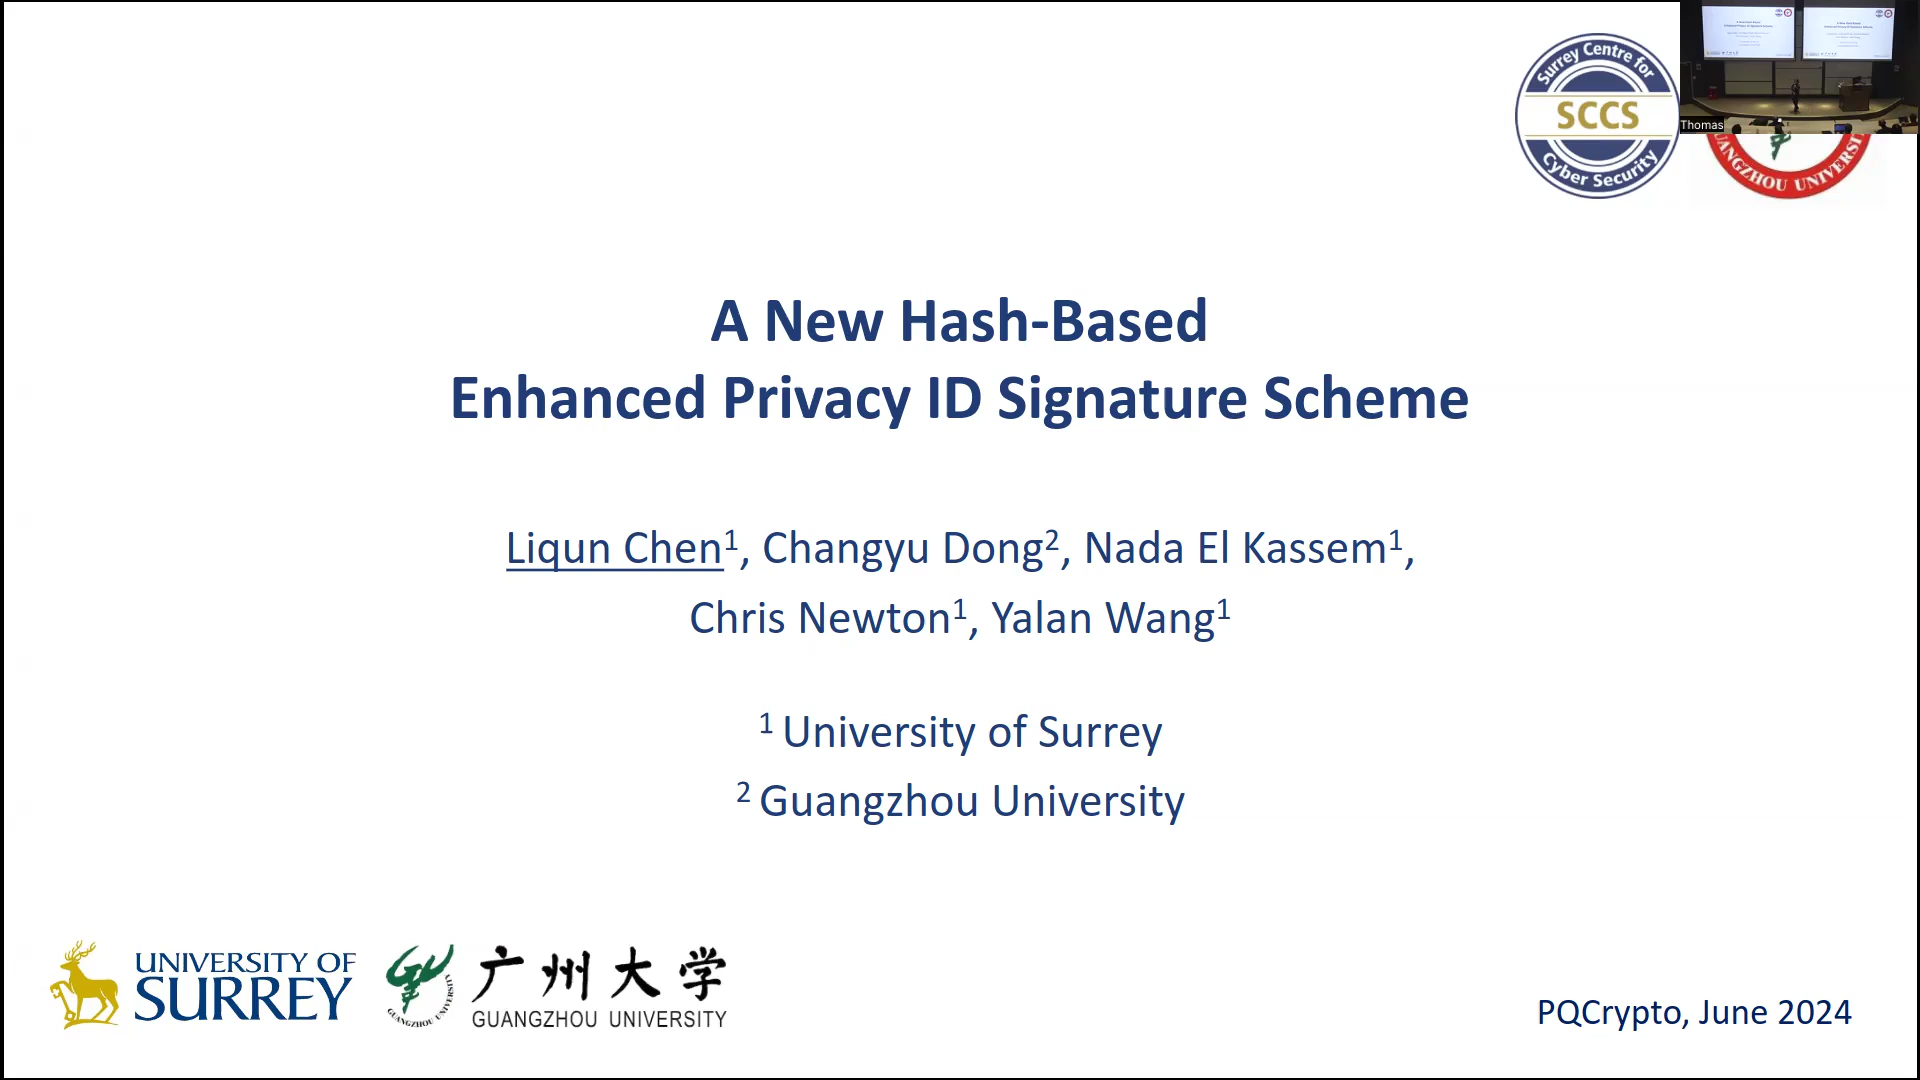 Surrey Centre for
SCCS
Cyber Security
Thomas
GUANGZHOU UNIVERSI
A New Hash-Based
Enhanced Privacy ID Signature Scheme
Liqun Chen¹, Changyu Dong², Nada El Kassem¹,
Chris Newton¹, Yalan Wang¹
¹ University of Surrey
² Guangzhou University
UNIVERSITY OF
SURREY
GUANGZHOU UNIVERSITY
广州大学
GUANGZHOU UNIVERSITY
PQCrypto, June 2024